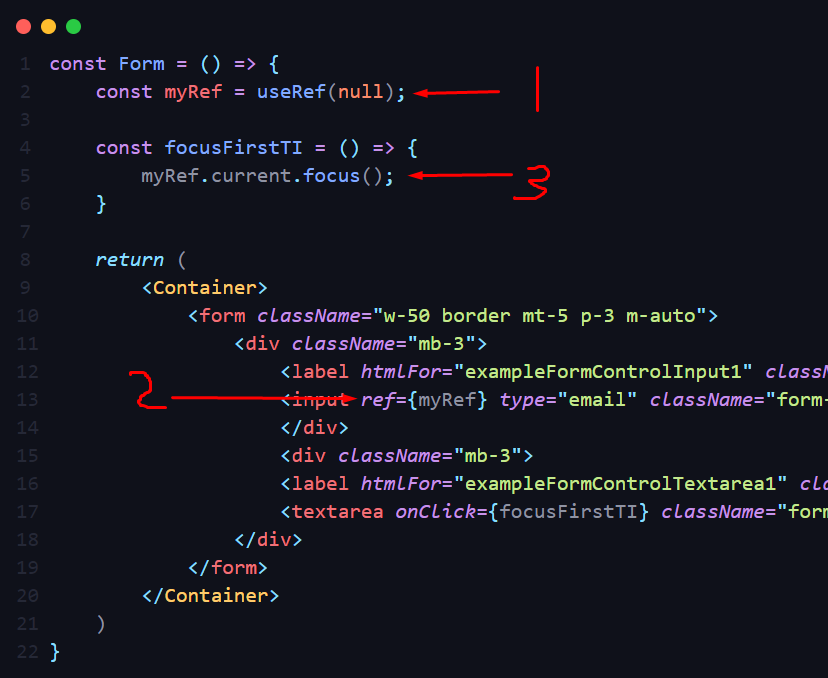 1 const Form = () => {
2 const myRef = useRef(null); 1
3
4 const focusFirstTI = () => {
5 myRef.current.focus(); 3
6 }
7
8 return (
9 <Container>
10 <form className="w-50 border mt-5 p-3 m-auto">
11 <div className="mb-3">
12 <label htmlFor="exampleFormControlInput1" class
13 2 <input ref={myRef} type="email" className="form-
14 </div>
15 <div className="mb-3">
16 <label htmlFor="exampleFormControlTextarea1" cla
17 <textarea onClick={focusFirstTI} className="form
18 </div>
19 </form>
20 </Container>
21 )
22 }